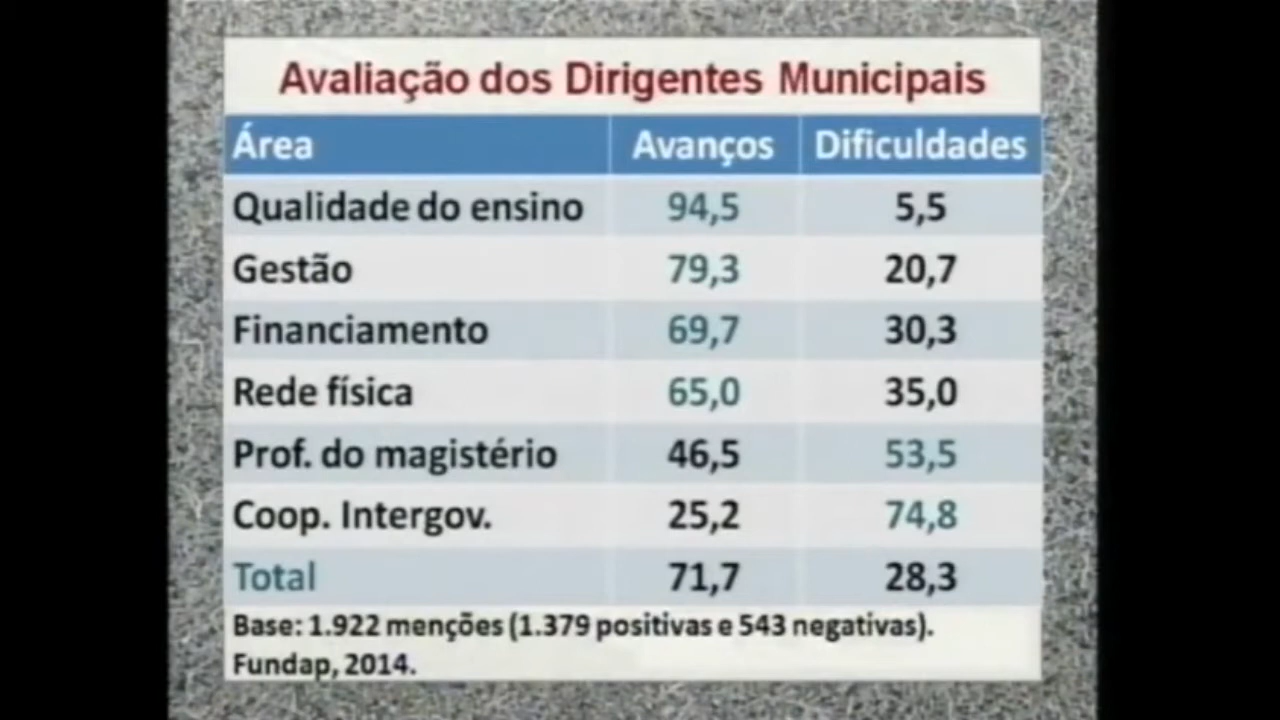 Avaliação dos Dirigentes Municipais
Área Avanços Dificuldades
Qualidade do ensino 94,5 5,5
Gestão 79,3 20,7
Financiamento 69,7 30,3
Rede física 65,0 35,0
Prof. do magistério 46,5 53,5
Coop. Intergov. 25,2 74,8
Total 71,7 28,3
Base: 1.922 menções (1.379 positivas e 543 negativas).
Fundap, 2014.